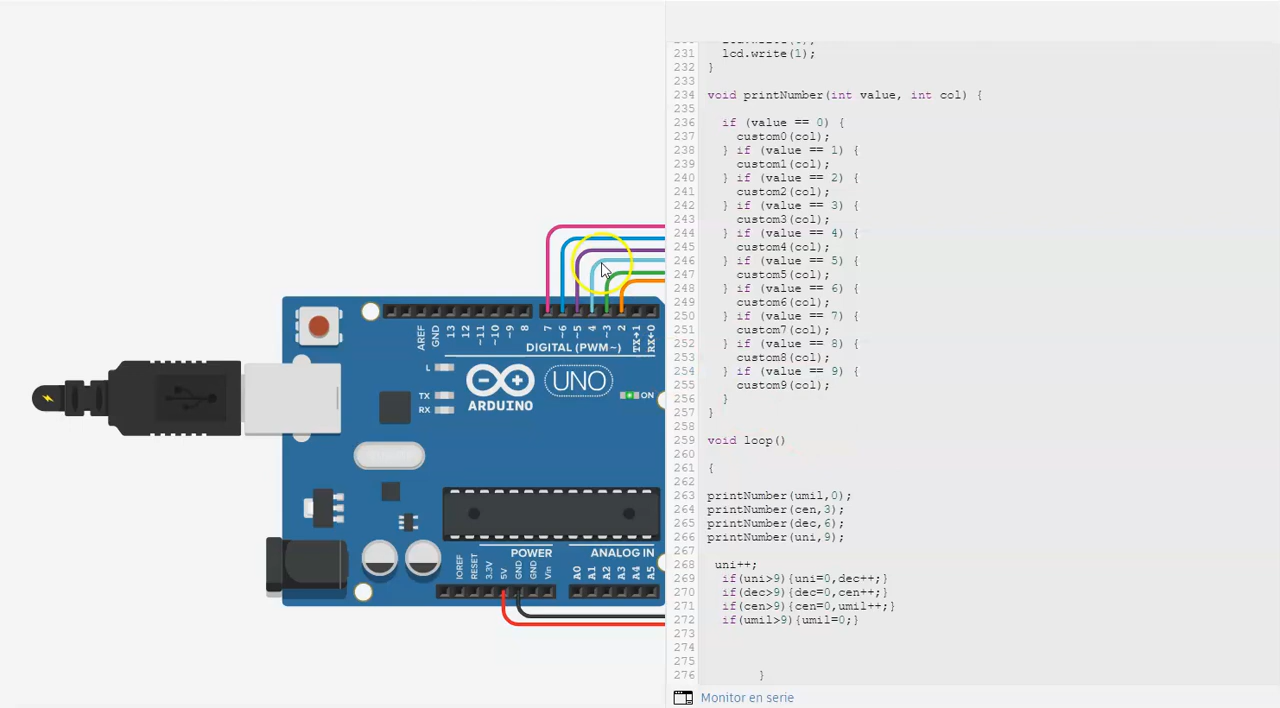 231 lcd.write(1);
232 }
233
234 void printNumber(int value, int col) {
235
236 if (value == 0) {
237 custom0(col);
238 } if (value == 1) {
239 custom1(col);
240 } if (value == 2) {
241 custom2(col);
242 } if (value == 3) {
243 custom3(col);
244 } if (value == 4) {
245 custom4(col);
246 } if (value == 5) {
247 custom5(col);
248 } if (value == 6) {
249 custom6(col);
250 } if (value == 7) {
251 custom7(col);
252 } if (value == 8) {
253 custom8(col);
254 } if (value == 9) {
255 custom9(col);
256 }
257 }
258
259 void loop()
260
261 {
262
263 printNumber(umil,0);
264 printNumber(cen,3);
265 printNumber(dec,6);
266 printNumber(uni,9);
267
268 uni++;
269 if(uni>9){uni=0,dec++;}
270 if(dec>9){dec=0,cen++;}
271 if(cen>9){cen=0,umil++;}
272 if(umil>9){umil=0;}
273
274
275
276 }
Monitor en serie
AREF
GND
13
12
~11
~10
~9
8
7
~6
~5
4
~3
2
TX→1
RX←0
DIGITAL (PWM~)
L
TX
RX
UNO
ON
ARDUINO
POWER
ANALOG IN
IOREF
RESET
3.3V
5V
GND
GND
Vin
A0
A1
A2
A3
A4
A5